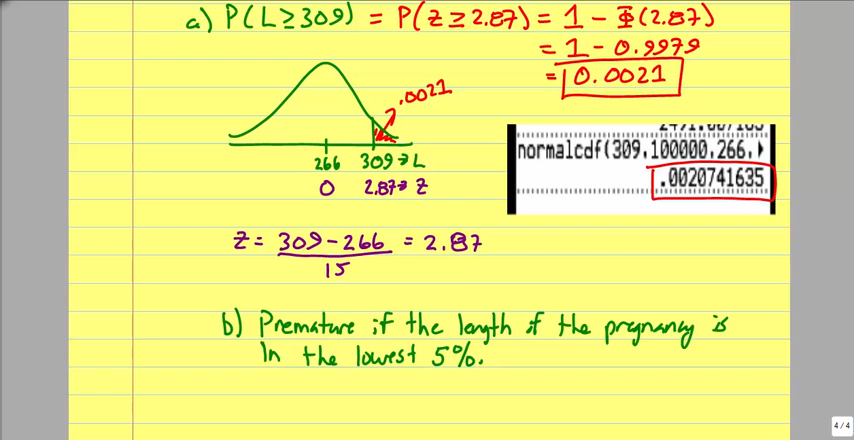 a) P(L ≥ 309) = P(Z ≥ 2.87) = 1 - Φ(2.87)
= 1 - 0.9979
= 0.0021
.0021
266 309 L
0 2.87 Z
normalcdf(309,100000,266,
.0020741635
Z = 309 - 266 / 15 = 2.87
b) Premature if the length if the pregnancy is
In the lowest 5%.
4 / 4